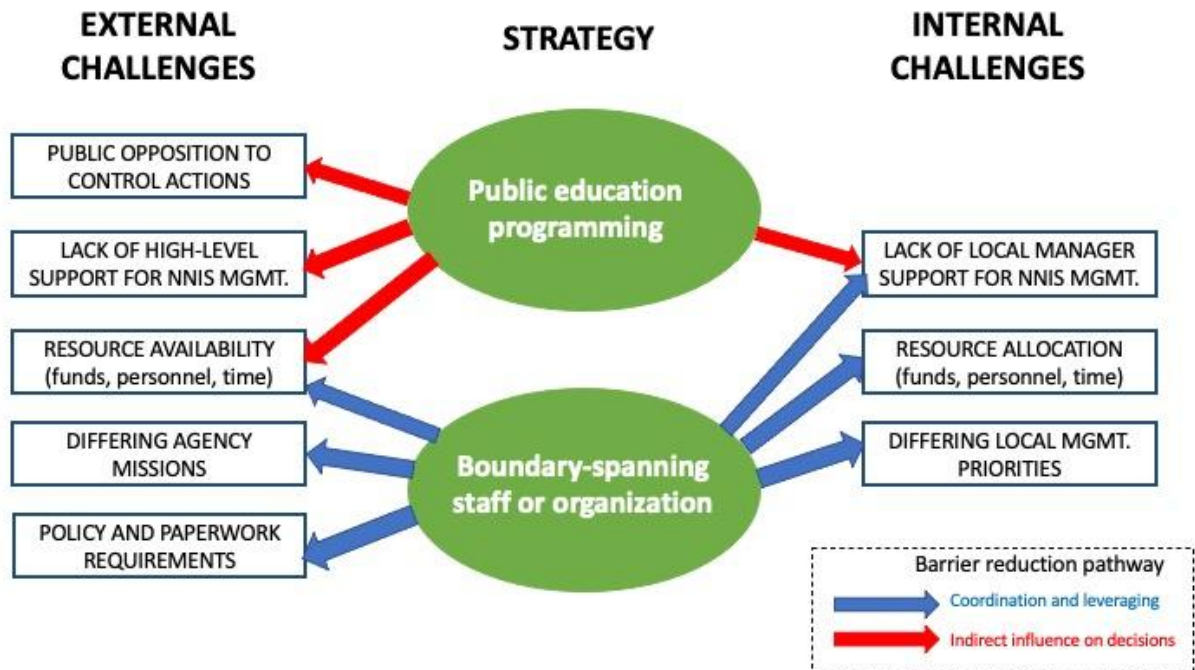 EXTERNAL
CHALLENGES
STRATEGY
INTERNAL
CHALLENGES
PUBLIC OPPOSITION TO
CONTROL ACTIONS
LACK OF HIGH-LEVEL
SUPPORT FOR NNIS MGMT.
RESOURCE AVAILABILITY
(funds, personnel, time)
DIFFERING AGENCY
MISSIONS
POLICY AND PAPERWORK
REQUIREMENTS
Public education
programming
Boundary-spanning
staff or organization
LACK OF LOCAL MANAGER
SUPPORT FOR NNIS MGMT.
RESOURCE ALLOCATION
(funds, personnel, time)
DIFFERING LOCAL MGMT.
PRIORITIES
Barrier reduction pathway
Coordination and leveraging
Indirect influence on decisions